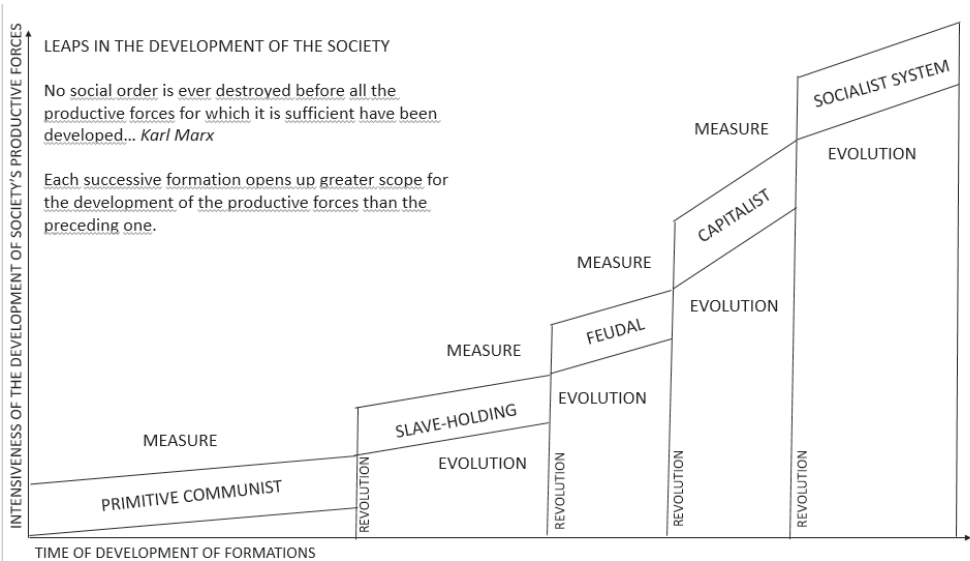 INTENSIVENESS OF THE DEVELOPMENT OF SOCIETY'S PRODUCTIVE FORCES
LEAPS IN THE DEVELOPMENT OF THE SOCIETY
No social order is ever destroyed before all the
productive forces for which it is sufficient have been
developed... Karl Marx
Each successive formation opens up greater scope for
the development of the productive forces than the
preceding one.
MEASURE
PRIMITIVE COMMUNIST
REVOLUTION
MEASURE
SLAVE-HOLDING
EVOLUTION
REVOLUTION
MEASURE
FEUDAL
EVOLUTION
REVOLUTION
MEASURE
CAPITALIST
EVOLUTION
REVOLUTION
SOCIALIST SYSTEM
EVOLUTION
TIME OF DEVELOPMENT OF FORMATIONS